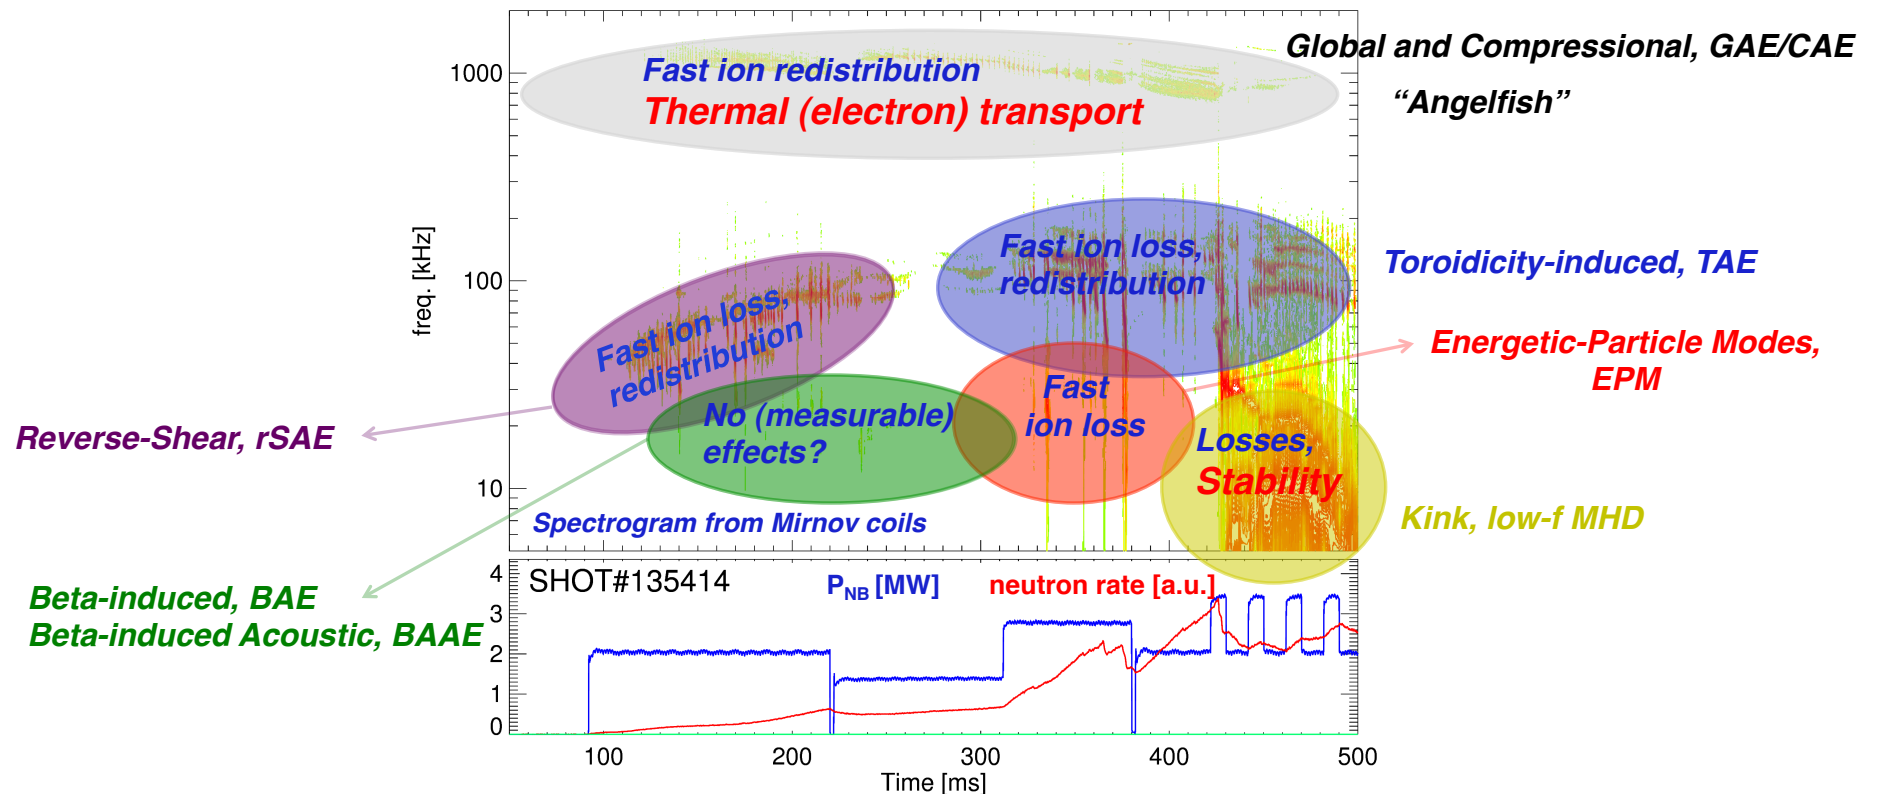 Global and Compressional, GAE/CAE
“Angelfish”
Fast ion redistribution
Thermal (electron) transport
1000
100
10
freq. [kHz]
Fast ion loss,
redistribution
Toroidicity-induced, TAE
Fast ion loss,
redistribution
Energetic-Particle Modes,
EPM
Fast
ion loss
No (measurable)
effects?
Reverse-Shear, rSAE
Losses,
Stability
Kink, low-f MHD
Spectrogram from Mirnov coils
Beta-induced, BAE
Beta-induced Acoustic, BAAE
SHOT#135414
PNB [MW]
neutron rate [a.u.]
4
3
2
1
0
100
200
300
400
500
Time [ms]